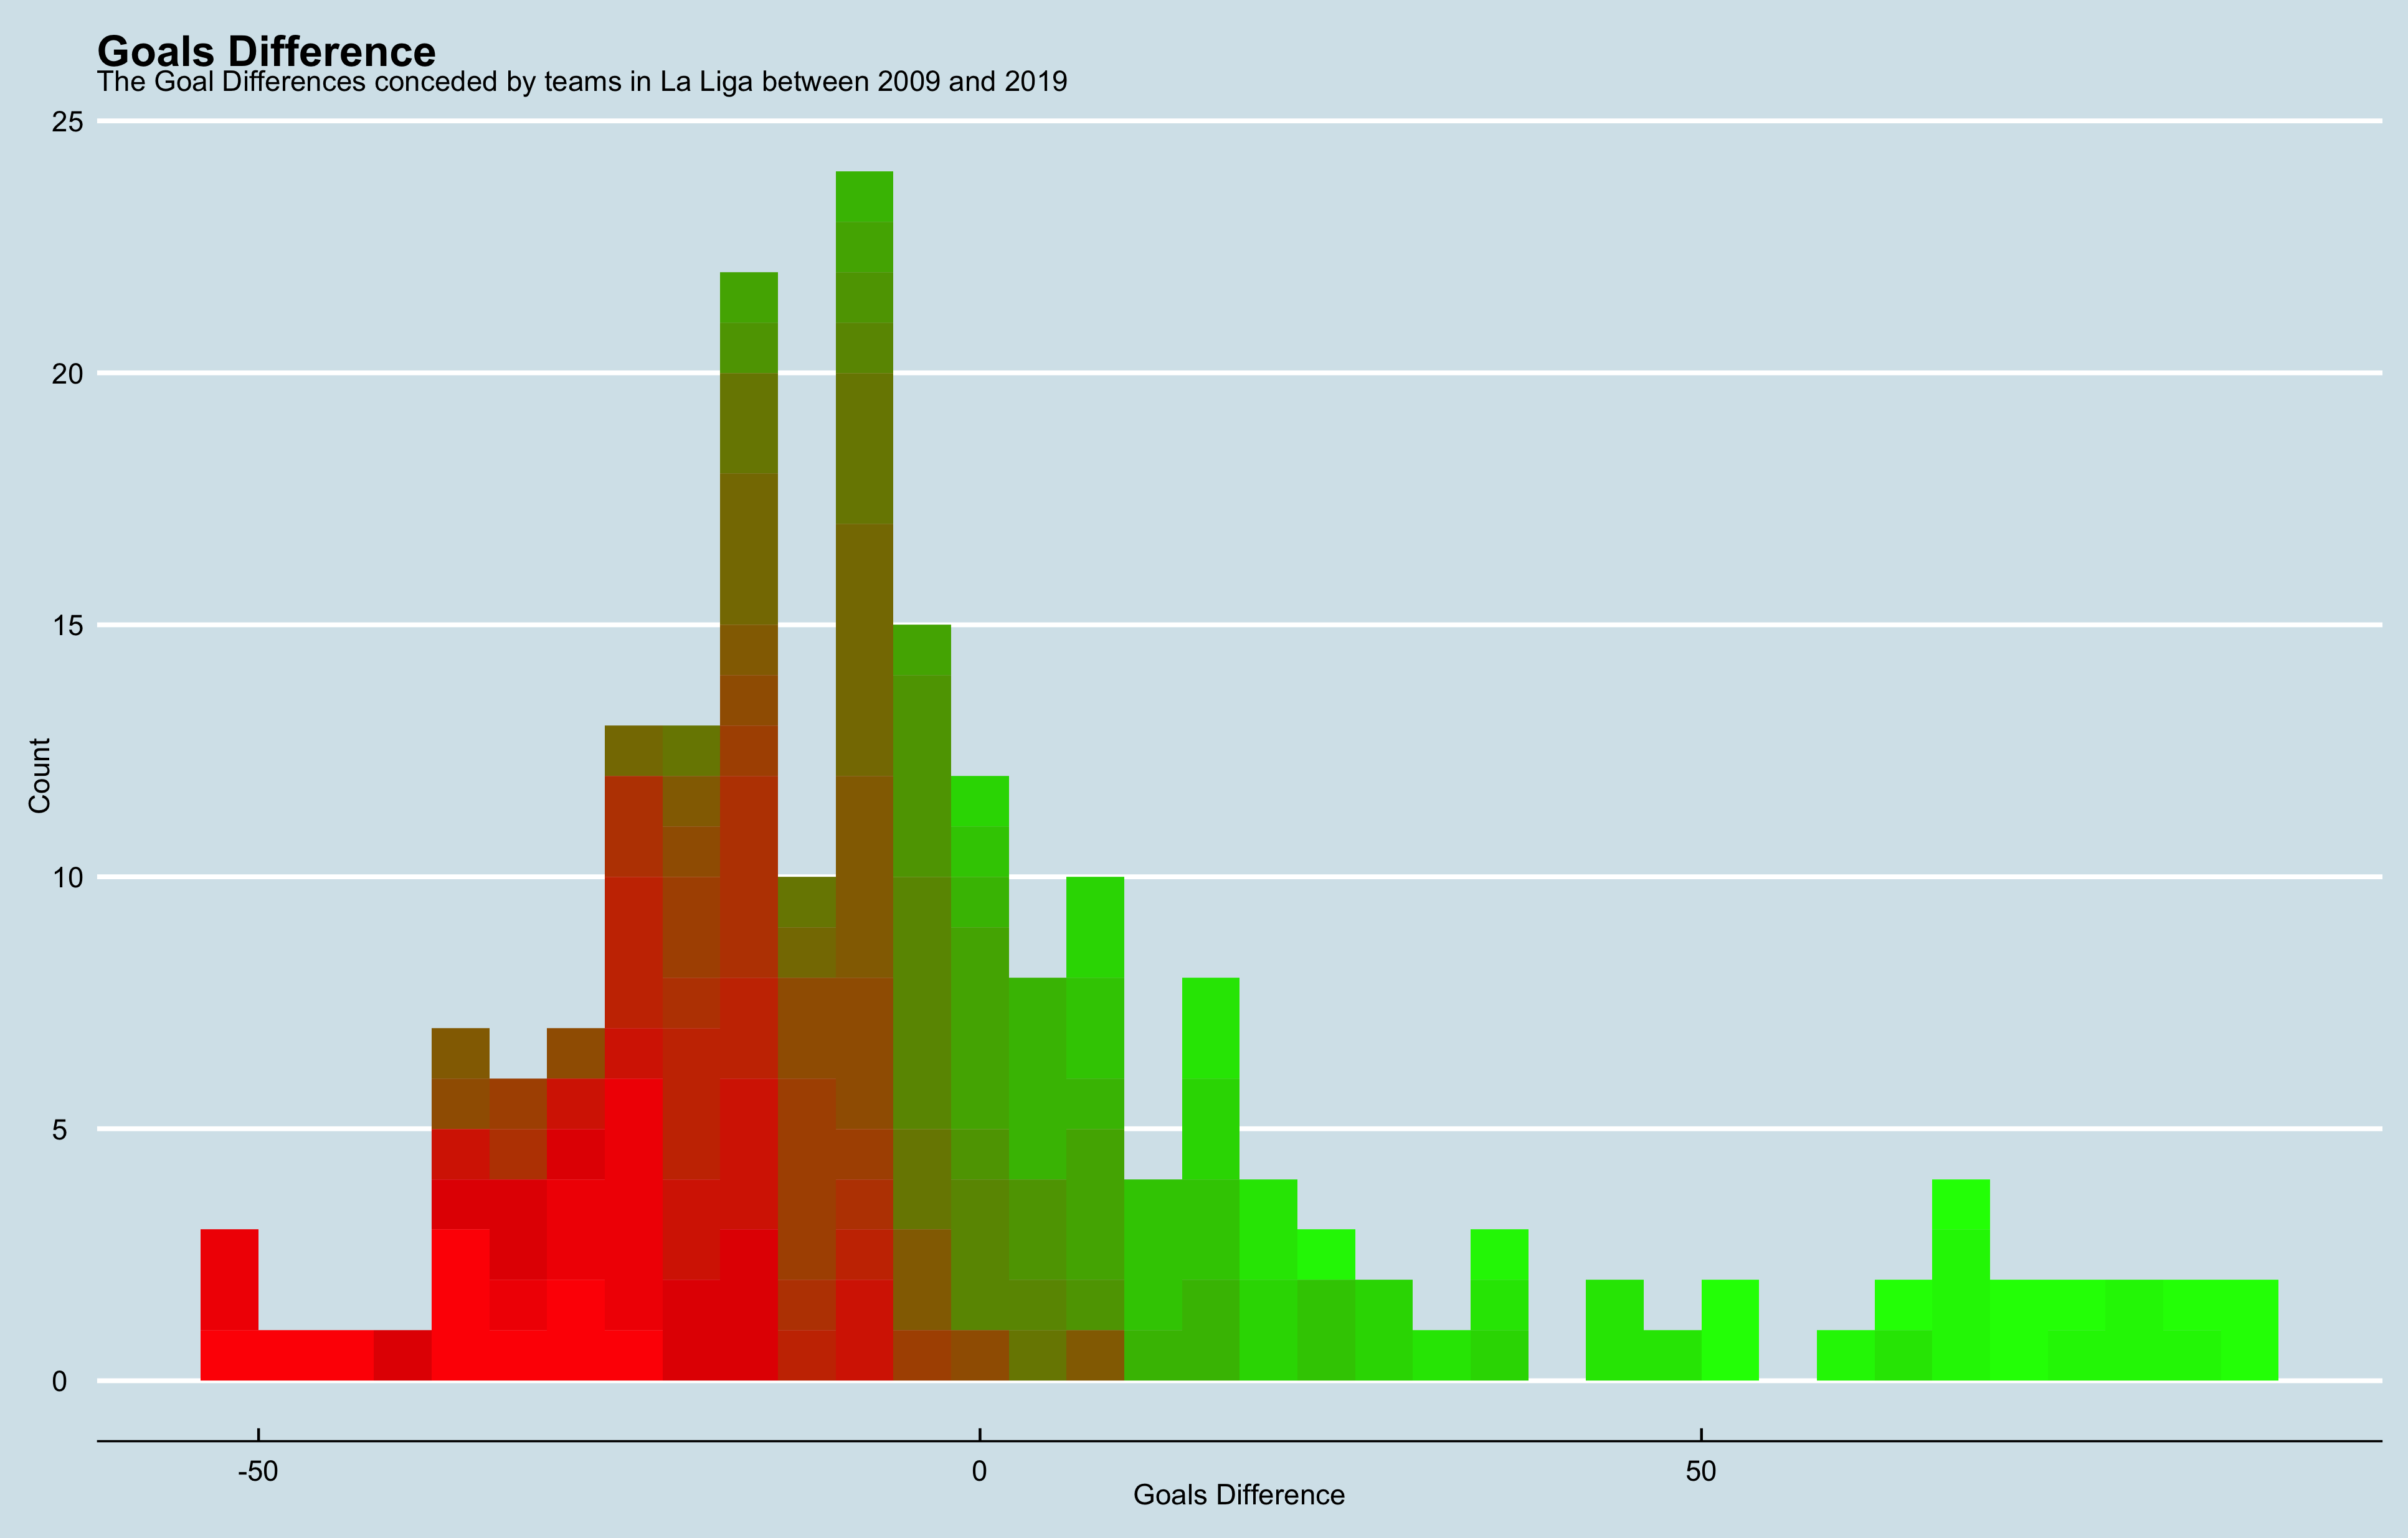 Goals Difference
The Goal Differences conceded by teams in La Liga between 2009 and 2019
25
20
15
10
5
0
Count
-50
0
50
Goals Difference